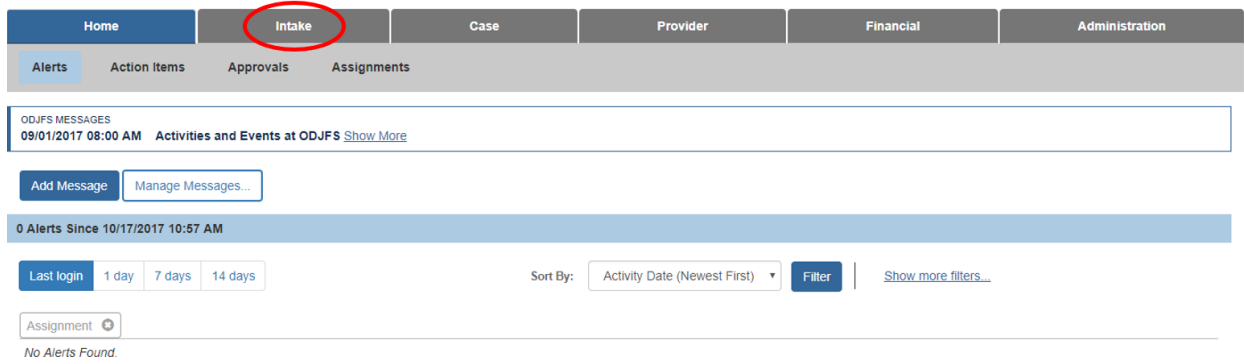 Home Intake Case Provider Financial Administration
Alerts Action Items Approvals Assignments
ODJFS MESSAGES
09/01/2017 08:00 AM Activities and Events at ODJFS Show More
Add Message Manage Messages...
0 Alerts Since 10/17/2017 10:57 AM
Last login 1 day 7 days 14 days Sort By: Activity Date (Newest First) Filter Show more filters...
Assignment
No Alerts Found.